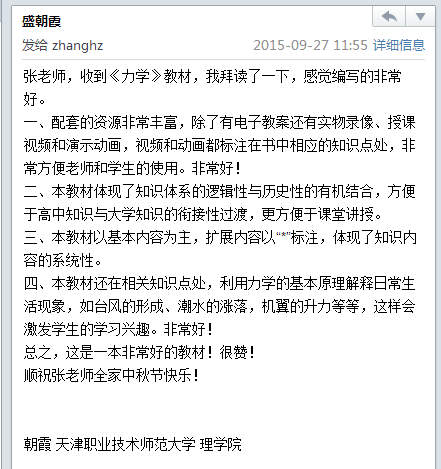 盛朝霞
发给 zhanghz 2015-09-27 11:55 详细信息
张老师，收到《力学》教材，我拜读了一下，感觉编写的非常
好。
一、配套的资源非常丰富，除了有电子教案还有实物录像、授课
视频和演示动画，视频和动画都标注在书中相应的知识点处，非
常方便老师和学生的使用。非常好！
二、本教材体现了知识体系的逻辑性与历史性的有机结合，方便
于高中知识与大学知识的衔接性过渡，更方便于课堂讲授。
三、本教材以基本内容为主，扩展内容以“*”标注，体现了知识内
容的系统性。
四、本教材还在相关知识点处，利用力学的基本原理解释日常生
活现象，如台风的形成、潮水的涨落，机翼的升力等等，这样会
激发学生的学习兴趣。非常好！
总之，这是一本非常好的教材！很赞！
顺祝张老师全家中秋节快乐！
朝霞 天津职业技术师范大学 理学院